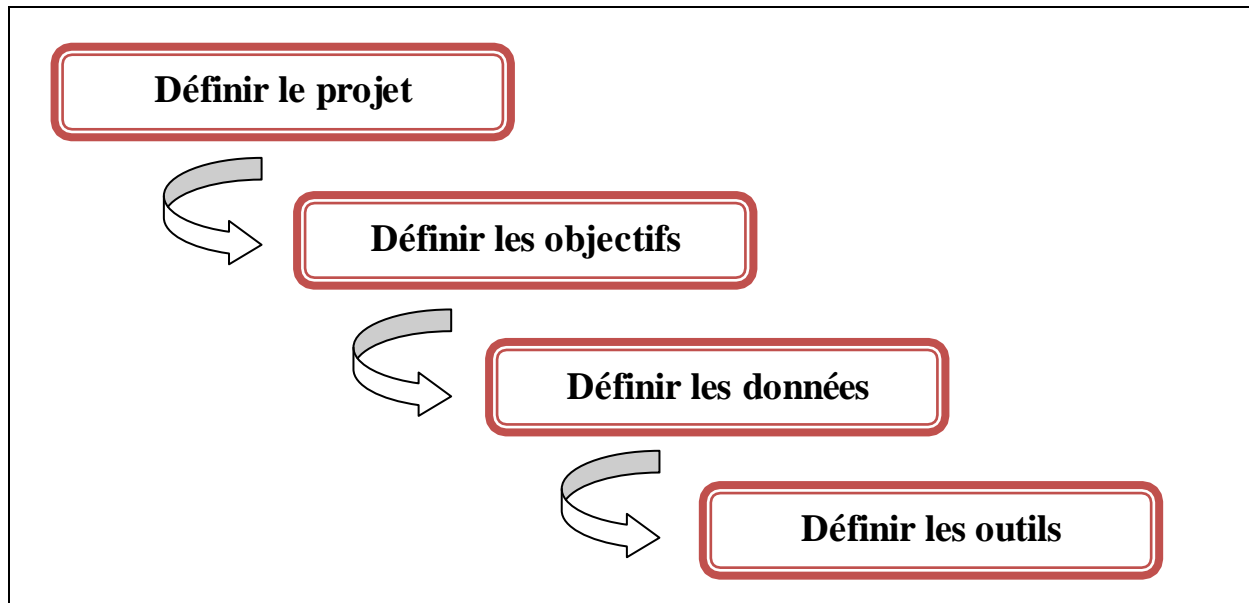 Définir le projet
Définir les objectifs
Définir les données
Définir les outils